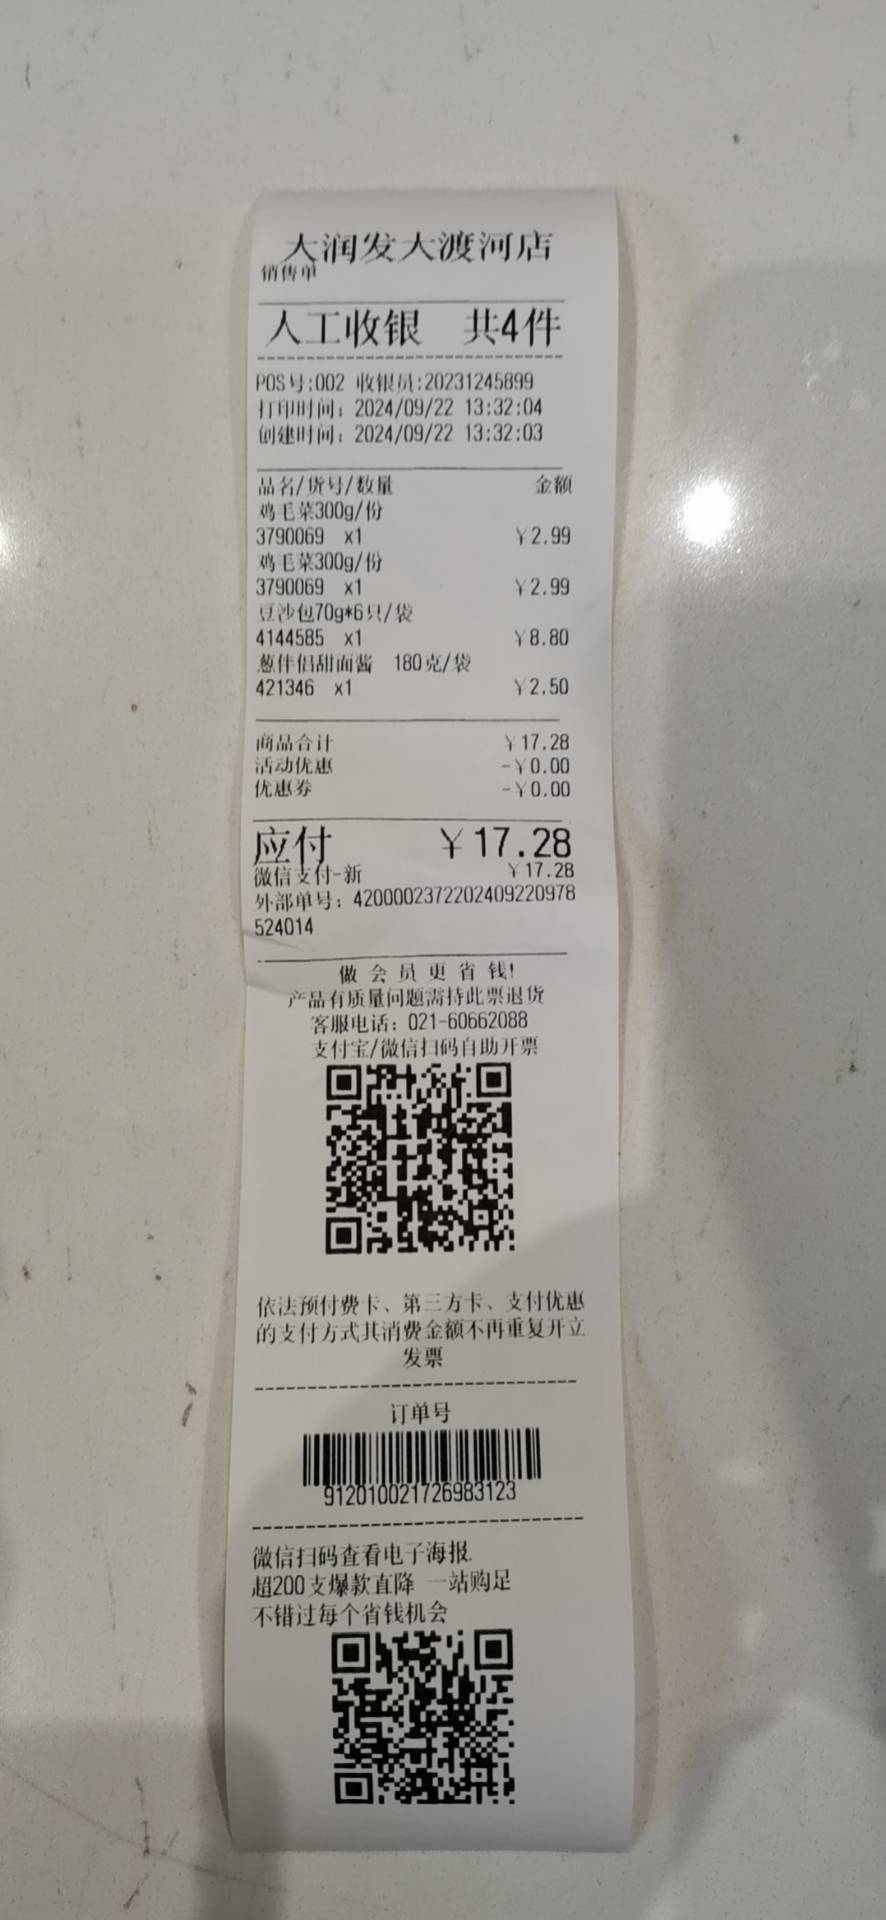 大润发大渡河店
销售单
人工收银 共4件
POS号:002 收银员:20231245899
打印时间: 2024/09/22 13:32:04
创建时间: 2024/09/22 13:32:03
品名/货号/数量 金额
鸡毛菜300g/份
3790069 x1 ¥2.99
鸡毛菜300g/份
3790069 x1 ¥2.99
豆沙包70g*6只/袋
4144585 x1 ¥8.80
葱伴侣甜面酱 180克/袋
421346 x1 ¥2.50
商品合计 ¥17.28
活动优惠 -¥0.00
优惠券 -¥0.00
应付 ¥17.28
微信支付-新 ¥17.28
外部单号: 4200002372202409220978
524014
做会员更省钱!
产品有质量问题需持此票退货
客服电话: 021-60662088
支付宝/微信扫码自助开票
依法预付费卡、第三方卡、支付优惠
的支付方式其消费金额不再重复开立
发票
订单号
912010021726983123
微信扫码查看电子海报.
超200支爆款直降 一站购足
不错过每个省钱机会